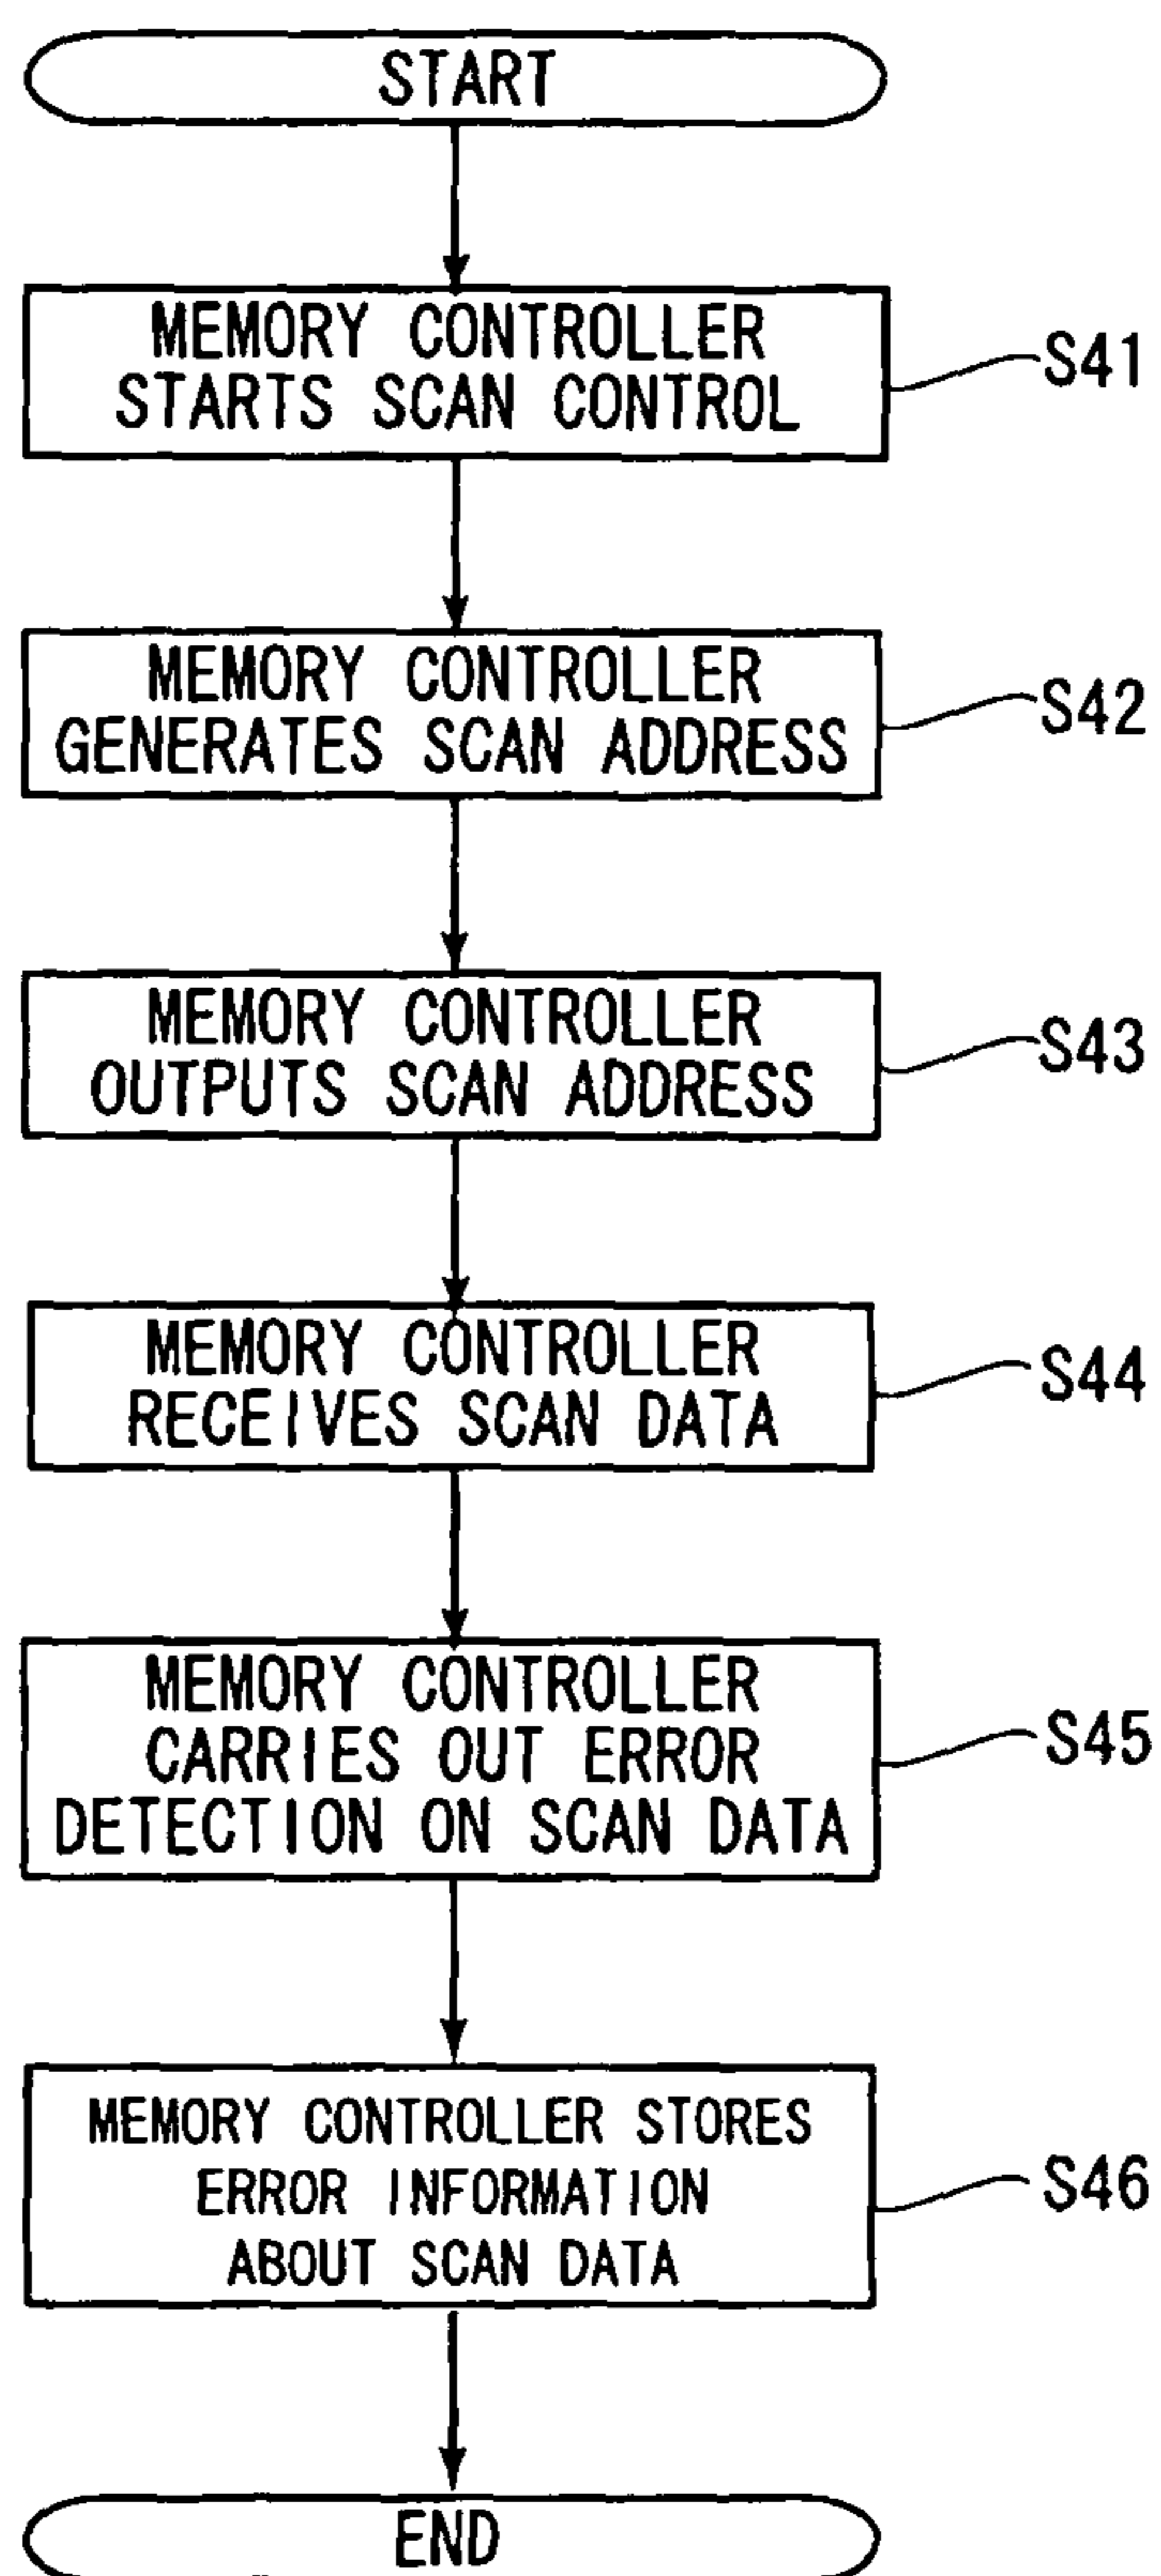 START
MEMORY CONTROLLER
STARTS SCAN CONTROL
S41
MEMORY CONTROLLER
GENERATES SCAN ADDRESS
S42
MEMORY CONTROLLER
OUTPUTS SCAN ADDRESS
S43
MEMORY CONTROLLER
RECEIVES SCAN DATA
S44
MEMORY CONTROLLER
CARRIES OUT ERROR
DETECTION ON SCAN DATA
S45
MEMORY CONTROLLER STORES
ERROR INFORMATION
ABOUT SCAN DATA
S46
END